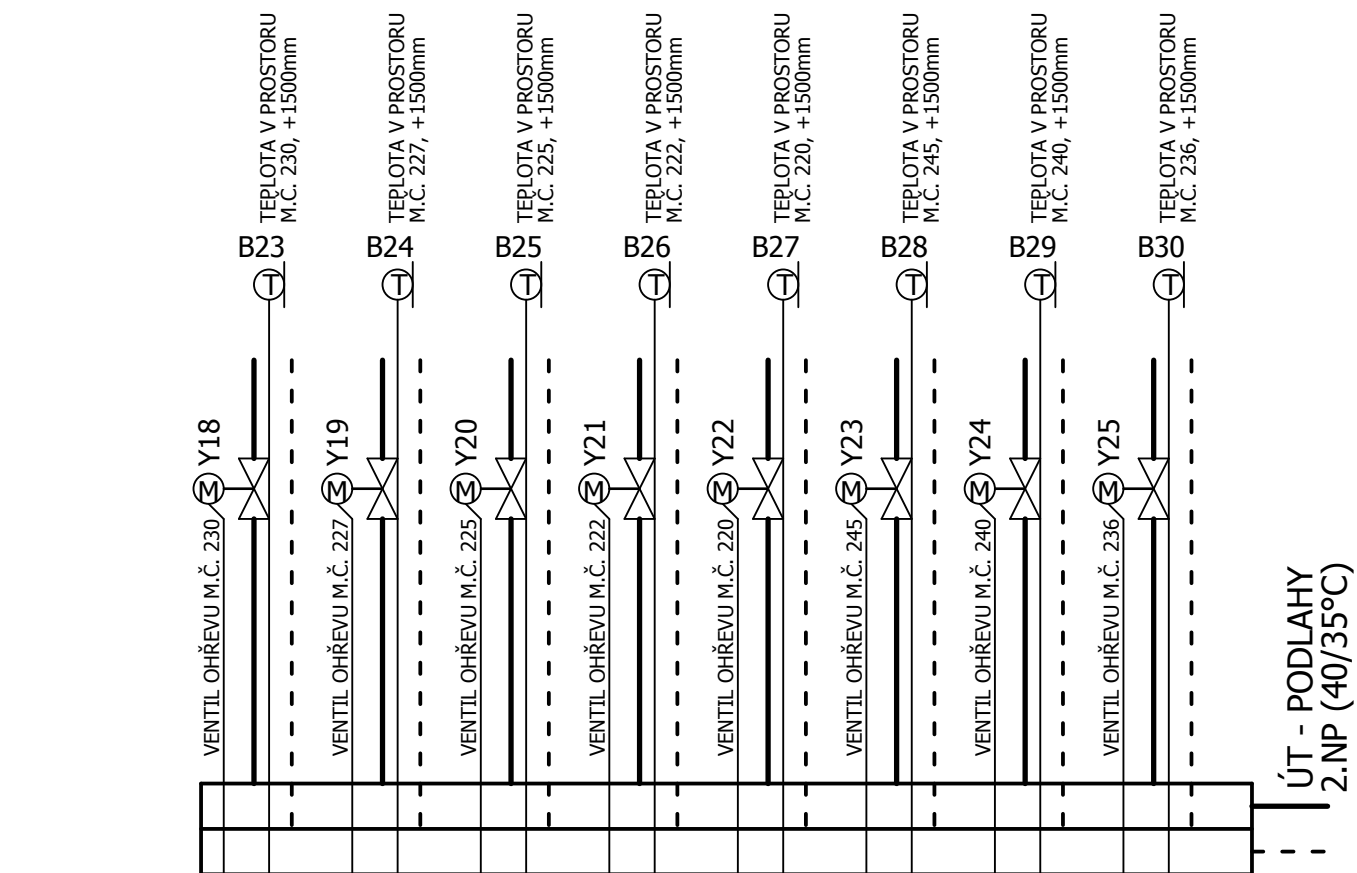 TEPLOTA V PROSTORU
M.Č. 230, +1500mm
TEPLOTA V PROSTORU
M.Č. 227, +1500mm
TEPLOTA V PROSTORU
M.Č. 225, +1500mm
TEPLOTA V PROSTORU
M.Č. 222, +1500mm
TEPLOTA V PROSTORU
M.Č. 220, +1500mm
TEPLOTA V PROSTORU
M.Č. 245, +1500mm
TEPLOTA V PROSTORU
M.Č. 240, +1500mm
TEPLOTA V PROSTORU
M.Č. 236, +1500mm
B23
B24
B25
B26
B27
B28
B29
B30
T
T
T
T
T
T
T
T
Y18
Y19
Y20
Y21
Y22
Y23
Y24
Y25
M
M
M
M
M
M
M
M
VENTIL OHŘEVU M.Č. 230
VENTIL OHŘEVU M.Č. 227
VENTIL OHŘEVU M.Č. 225
VENTIL OHŘEVU M.Č. 222
VENTIL OHŘEVU M.Č. 220
VENTIL OHŘEVU M.Č. 245
VENTIL OHŘEVU M.Č. 240
VENTIL OHŘEVU M.Č. 236
ÚT - PODLAHY
2.NP (40/35°C)